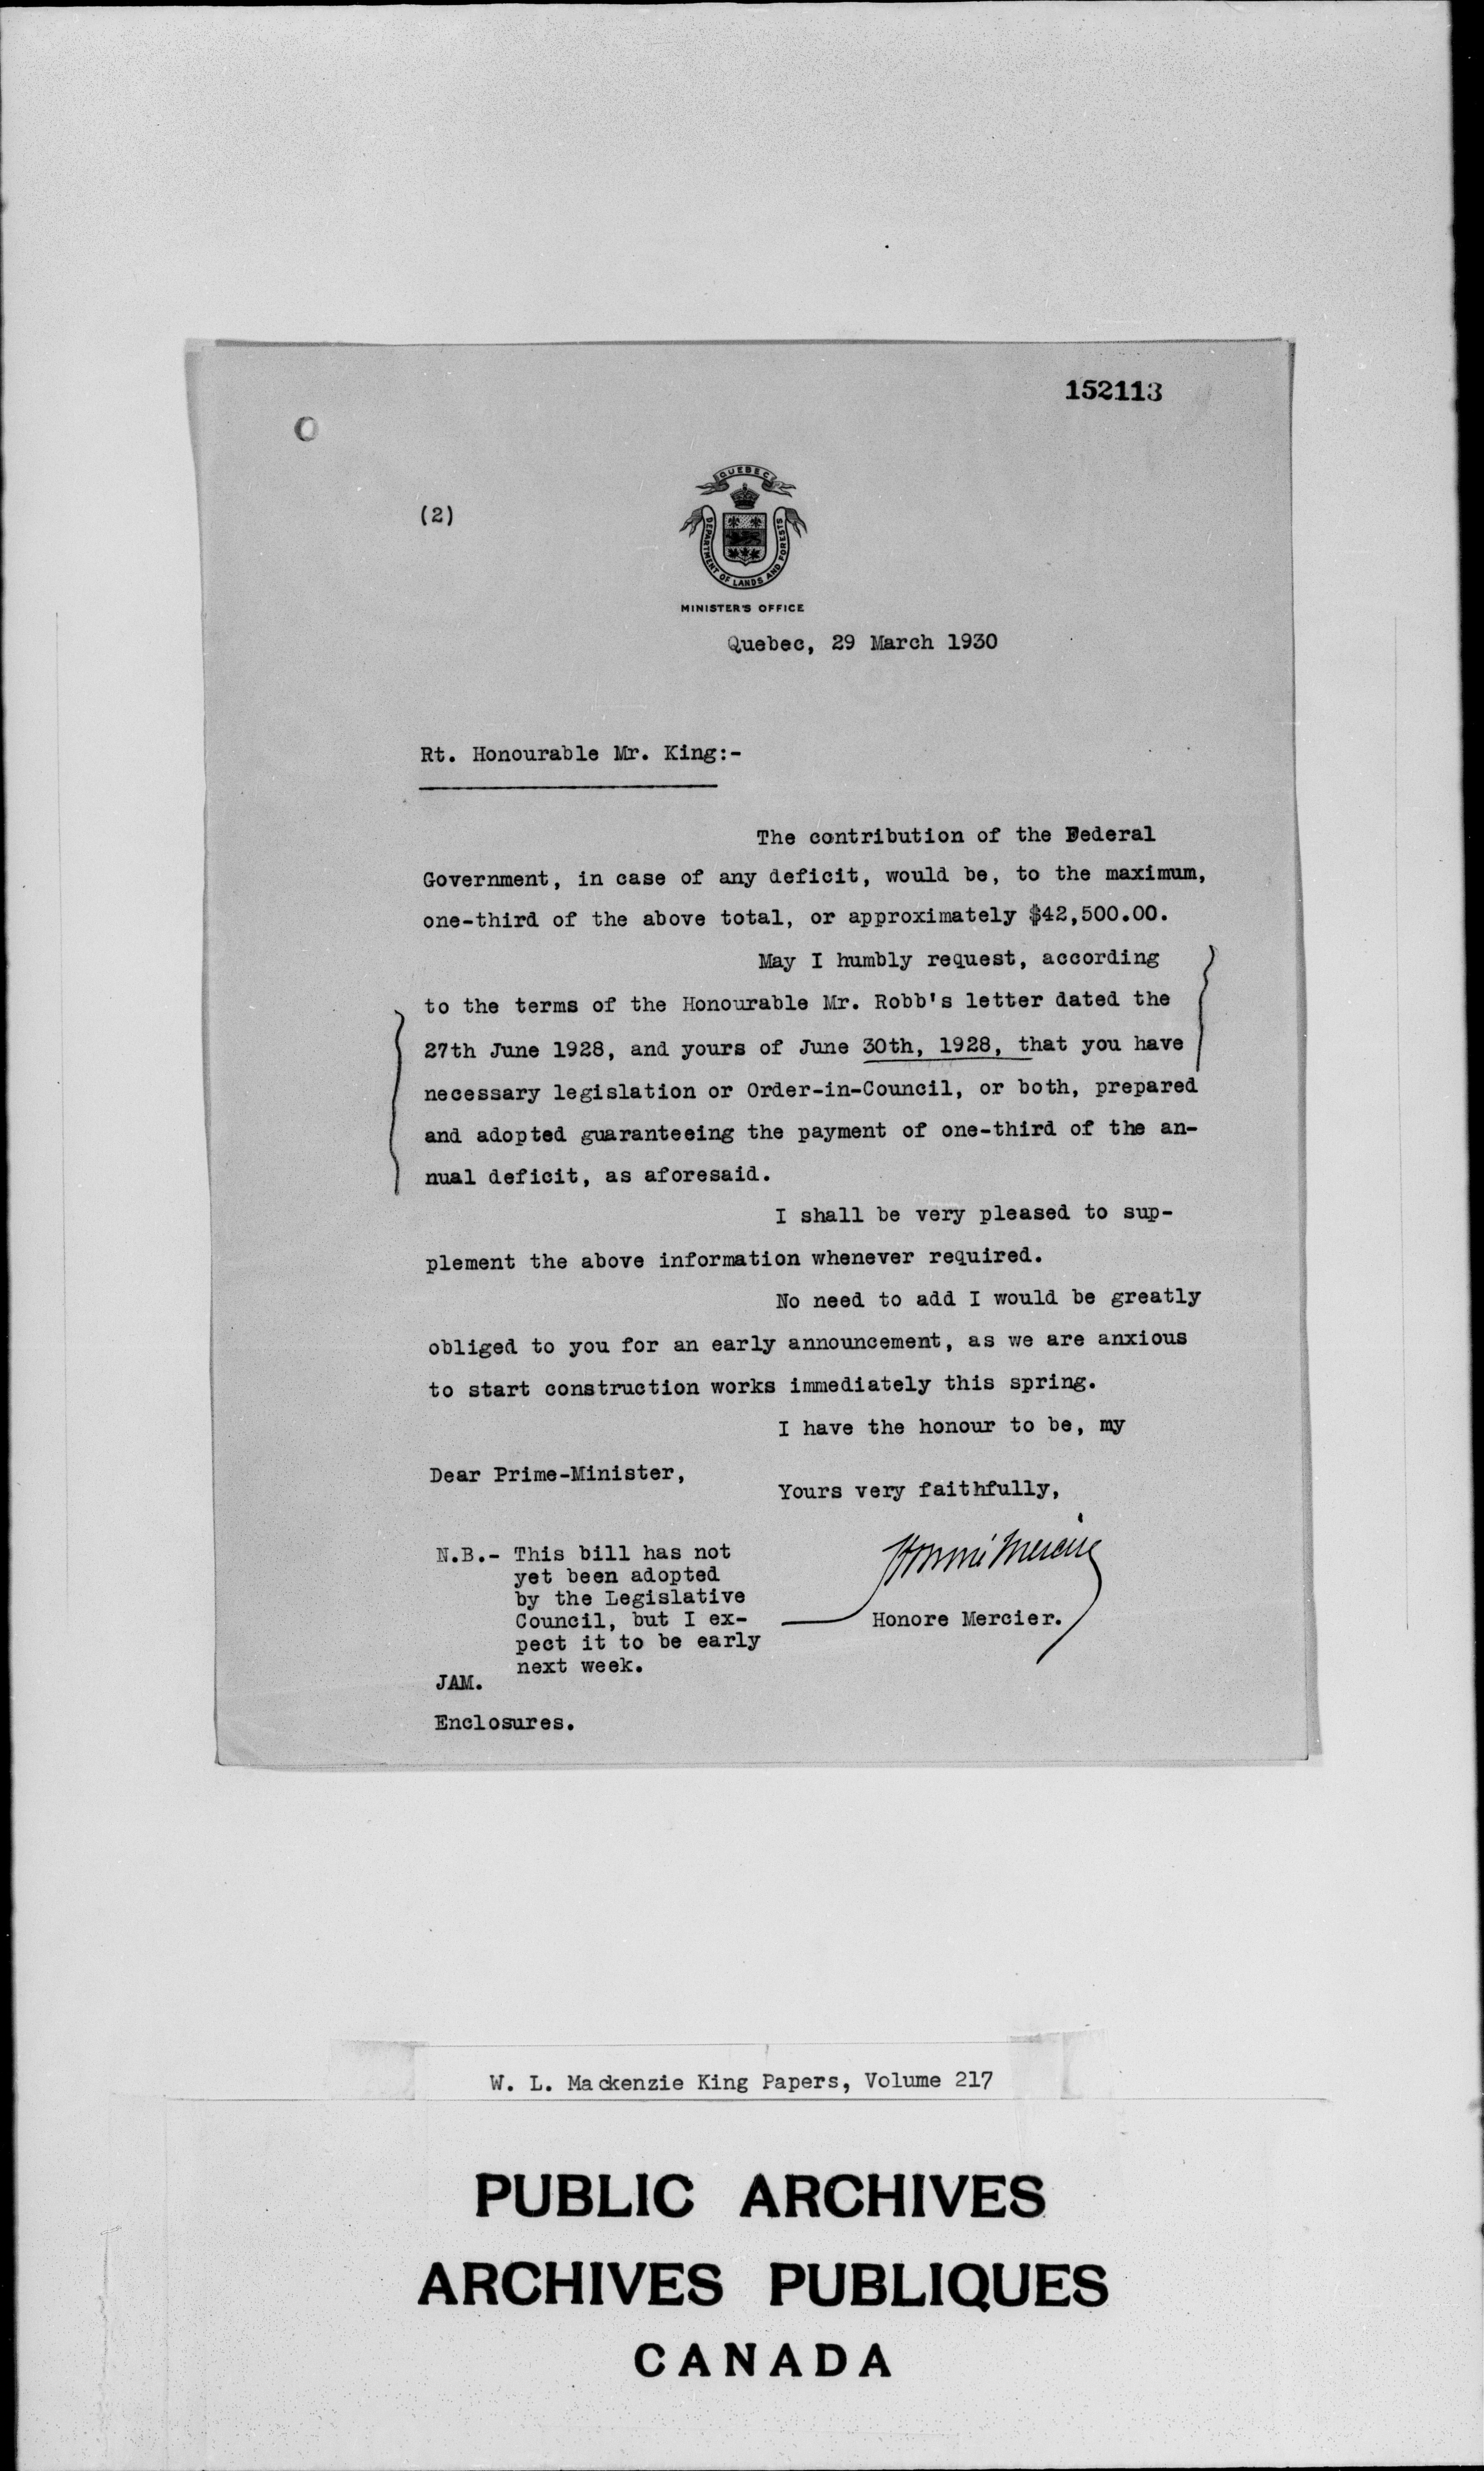 152113
(2)
QUEBEC
DEPARTMENT OF LANDS AND FORESTS
MINISTER'S OFFICE
Quebec, 29 March 1930
Rt. Honourable Mr. King:-
The contribution of the Federal
Government, in case of any deficit, would be, to the maximum,
one-third of the above total, or approximately $42,500.00.
May I humbly request, according
to the terms of the Honourable Mr. Robb's letter dated the
27th June 1928, and yours of June 30th, 1928, that you have
necessary legislation or Order-in-Council, or both, prepared
and adopted guaranteeing the payment of one-third of the an-
nual deficit, as aforesaid.
I shall be very pleased to sup-
plement the above information whenever required.
No need to add I would be greatly
obliged to you for an early announcement, as we are anxious
to start construction works immediately this spring.
I have the honour to be, my
Dear Prime-Minister,
Yours very faithfully,
Honoré Mercier
Honore Mercier.
N.B.- This bill has not
yet been adopted
by the Legislative
Council, but I ex-
pect it to be early
next week.
JAM.
Enclosures.
W. L. Mackenzie King Papers, Volume 217
PUBLIC ARCHIVES
ARCHIVES PUBLIQUES
CANADA